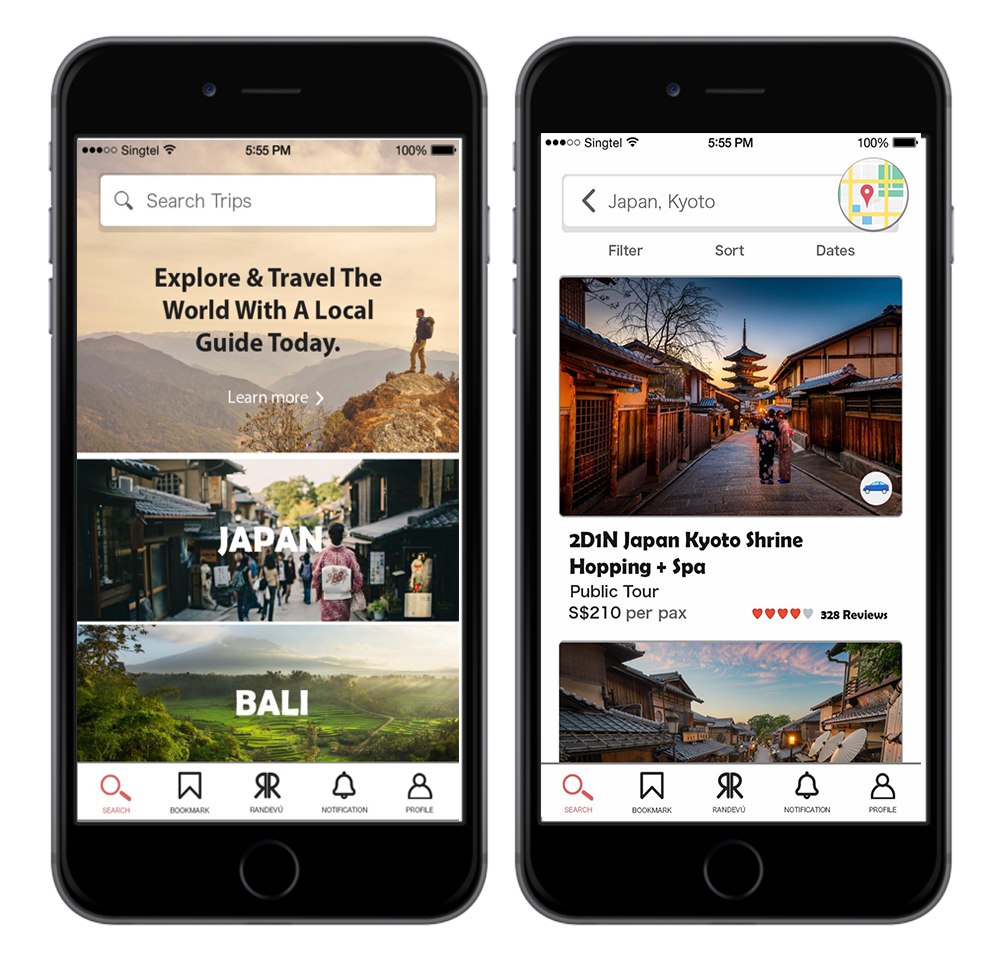 Singtel 5:55 PM 100%
Search Trips
Explore & Travel The
World With A Local
Guide Today.
Learn more
JAPAN
BALI
SEARCH BOOKMARK RANDEVÚ NOTIFICATION PROFILE
Singtel 5:55 PM 100%
Japan, Kyoto
Filter Sort Dates
2D1N Japan Kyoto Shrine
Hopping + Spa
Public Tour
S$210 per pax 328 Reviews
SEARCH BOOKMARK RANDEVÚ NOTIFICATION PROFILE